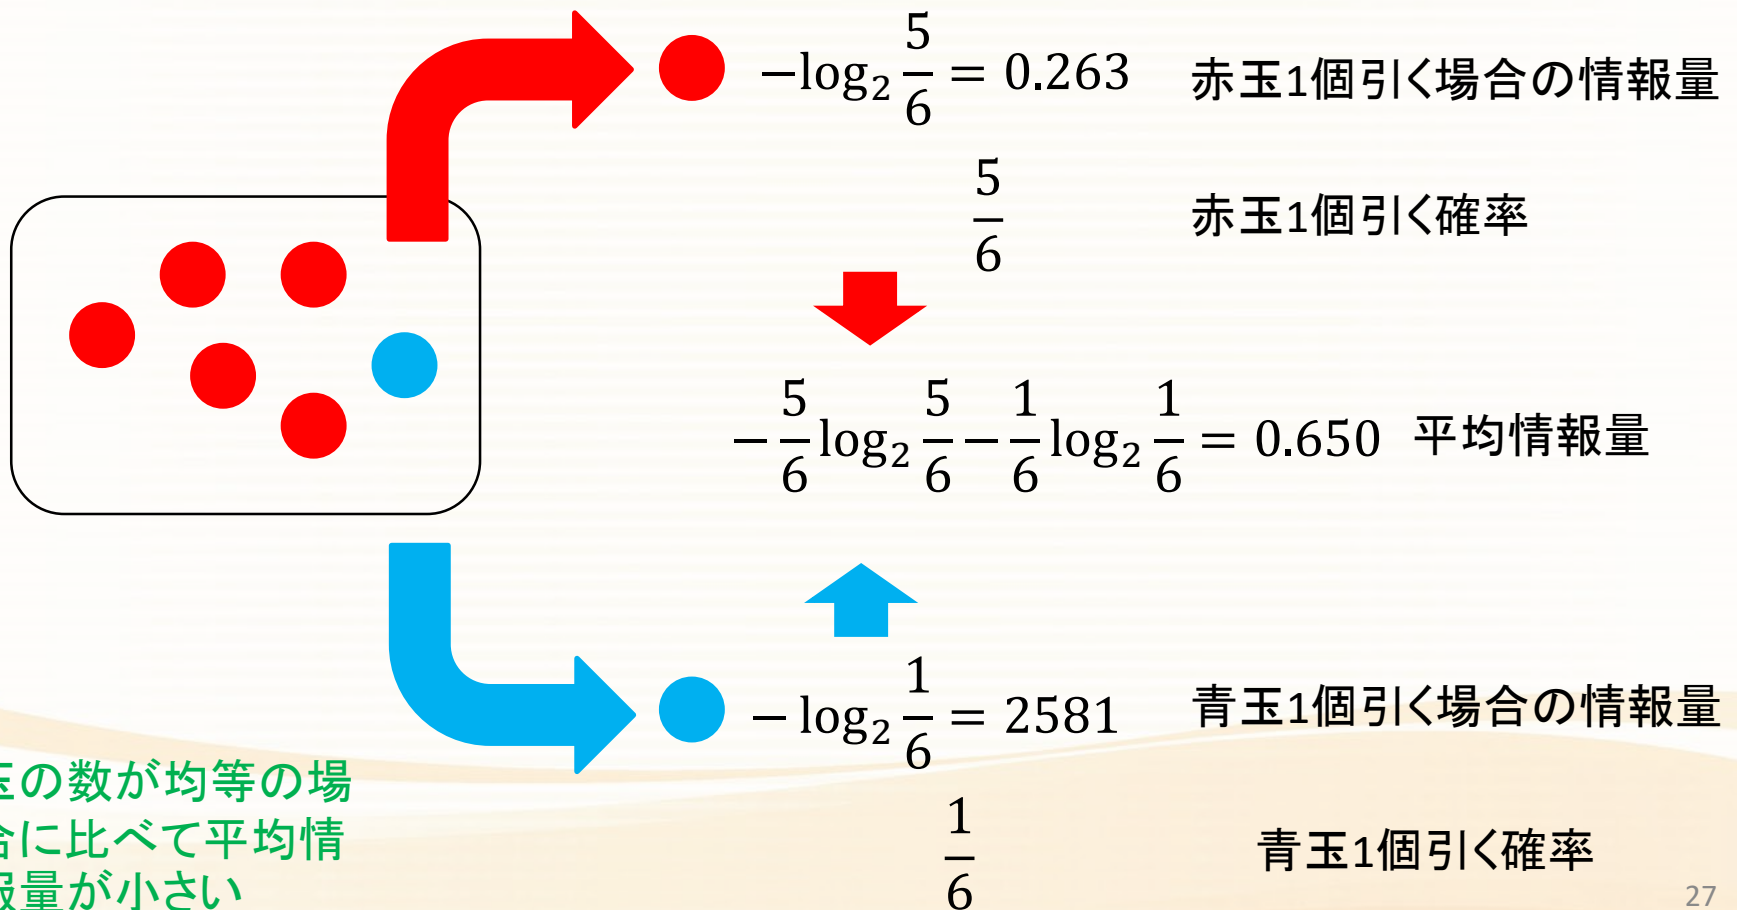 −log₂ 5/6 = 0.263 赤玉1個引く場合の情報量
5/6 赤玉1個引く確率
−5/6 log₂ 5/6 − 1/6 log₂ 1/6 = 0.650 平均情報量
− log₂ 1/6 = 2581 青玉1個引く場合の情報量
1/6 青玉1個引く確率
玉の数が均等の場
合に比べて平均情
報量が小さい
27